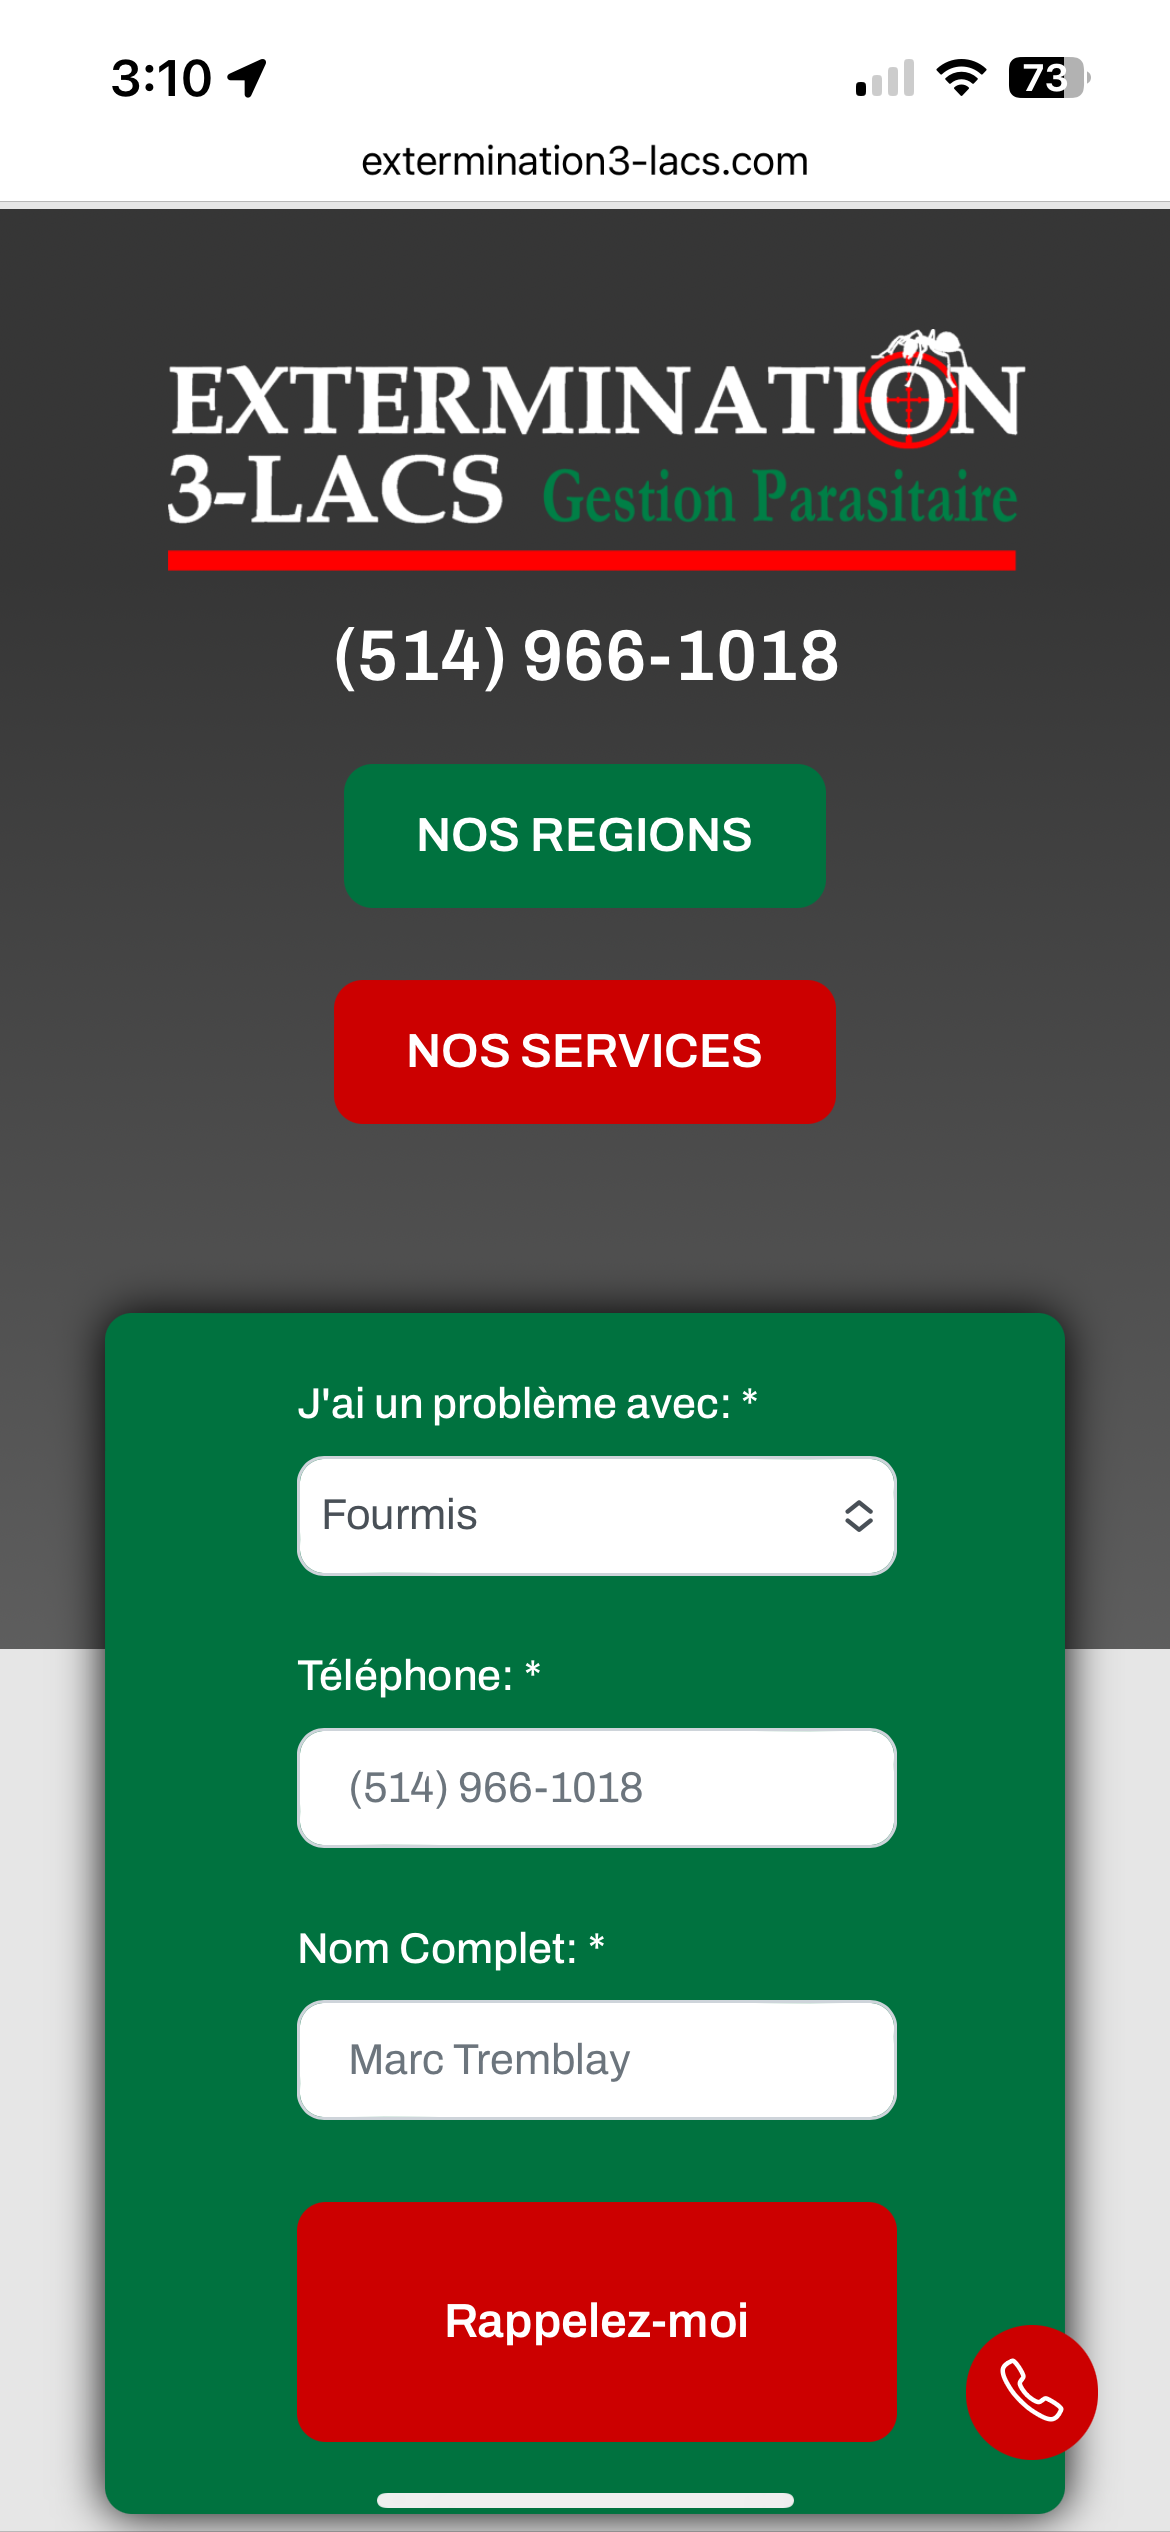 3:10
73
extermination3-lacs.com
EXTERMINATION
3-LACS Gestion Parasitaire
(514) 966-1018
NOS REGIONS
NOS SERVICES
J'ai un problème avec: *
Fourmis
Téléphone: *
(514) 966-1018
Nom Complet: *
Marc Tremblay
Rappelez-moi